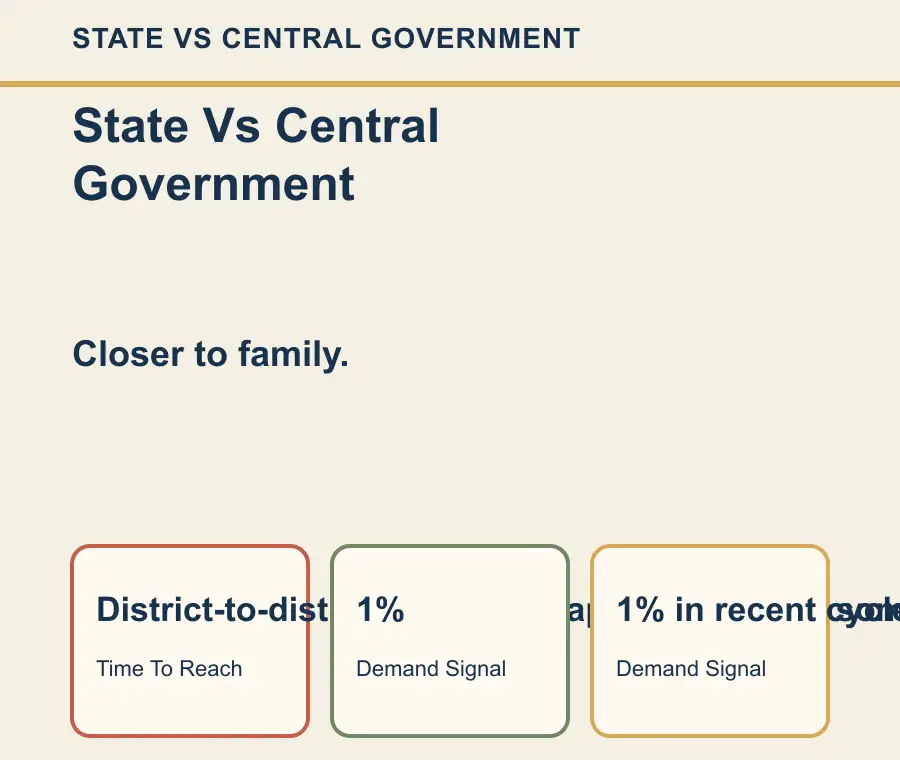 STATE VS CENTRAL GOVERNMENT
State Vs Central
Government
Closer to family.
District-to-dist
1%
1% in recent
Time To Reach
Demand Signal
Demand Signal